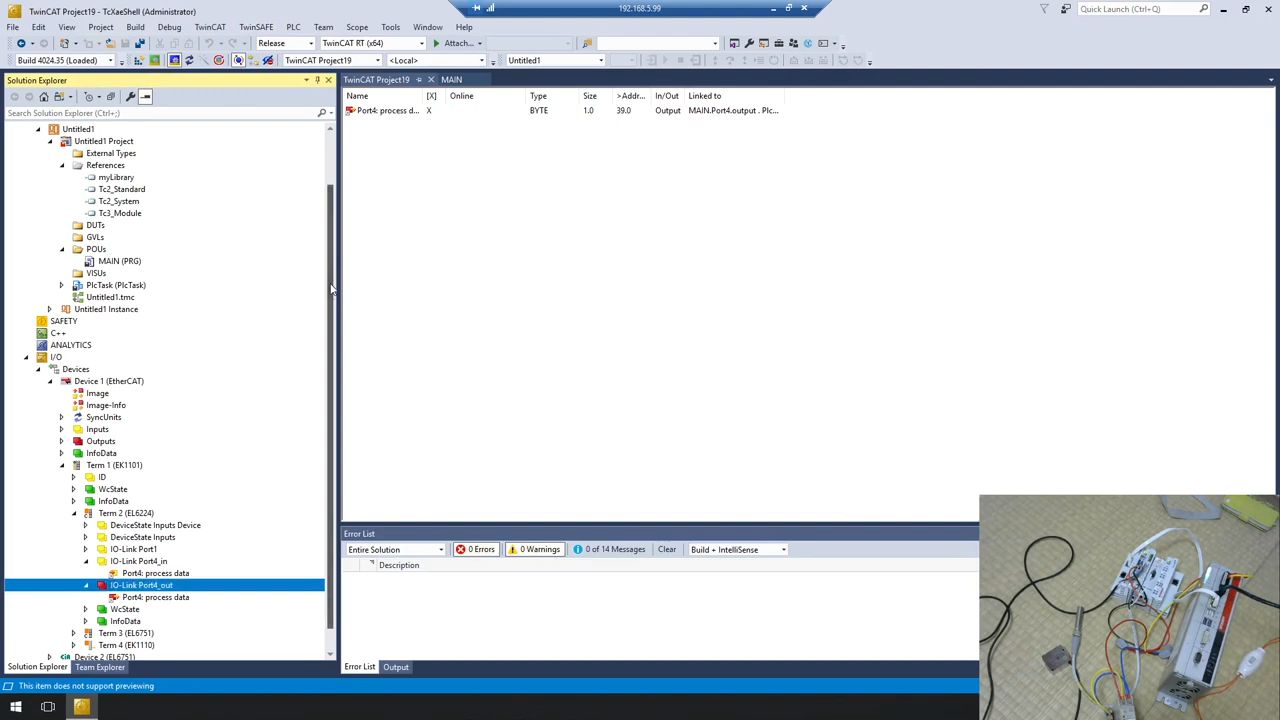 TwinCAT Project19 - TcXaeShell (Administrator)
192.168.5.99
Quick Launch (Ctrl+;)
File Edit View Project Build Debug TwinCAT TwinSAFE PLC Team Scope Tools Window Help
Release TwinCAT RT (x64) Attach...
Build 4024.35 (Loaded) TwinCAT Project19 <Local> Untitled1
Solution Explorer
TwinCAT Project19 MAIN
Name [X] Online Type Size >Addr... In/Out Linked to
Port4: process d... X BYTE 1.0 39.0 Output MAIN.Port4.output . Plc...
Search Solution Explorer (Ctrl+;)
Untitled1
Untitled1 Project
External Types
References
myLibrary
Tc2_Standard
Tc2_System
Tc3_Module
DUTs
GVLs
POUs
MAIN (PRG)
VISUs
PlcTask (PlcTask)
Untitled1.tmc
Untitled1 Instance
SAFETY
C++
ANALYTICS
I/O
Devices
Device 1 (EtherCAT)
Image
Image-Info
SyncUnits
Inputs
Outputs
InfoData
Term 1 (EK1101)
ID
WcState
InfoData
Term 2 (EL6224)
DeviceState Inputs Device
DeviceState Inputs
IO-Link Port1
IO-Link Port4_in
Port4: process data
IO-Link Port4_out
Port4: process data
WcState
InfoData
Term 3 (EL6751)
Term 4 (EK1110)
Device 2 (EL6751)
Solution Explorer Team Explorer
Error List
Entire Solution 0 Errors 0 Warnings 0 of 14 Messages Clear Build + IntelliSense
Description
Error List Output
This item does not support previewing